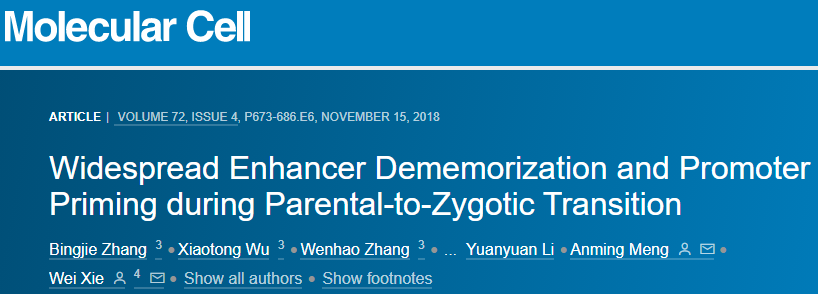 Molecular Cell
ARTICLE | VOLUME 72, ISSUE 4, P673-686.E6, NOVEMBER 15, 2018
Widespread Enhancer Dememorization and Promoter
Priming during Parental-to-Zygotic Transition
Bingjie Zhang 3 • Xiaotong Wu 3 • Wenhao Zhang 3 • ... Yuanyuan Li • Anming Meng •
Wei Xie 4 • Show all authors • Show footnotes